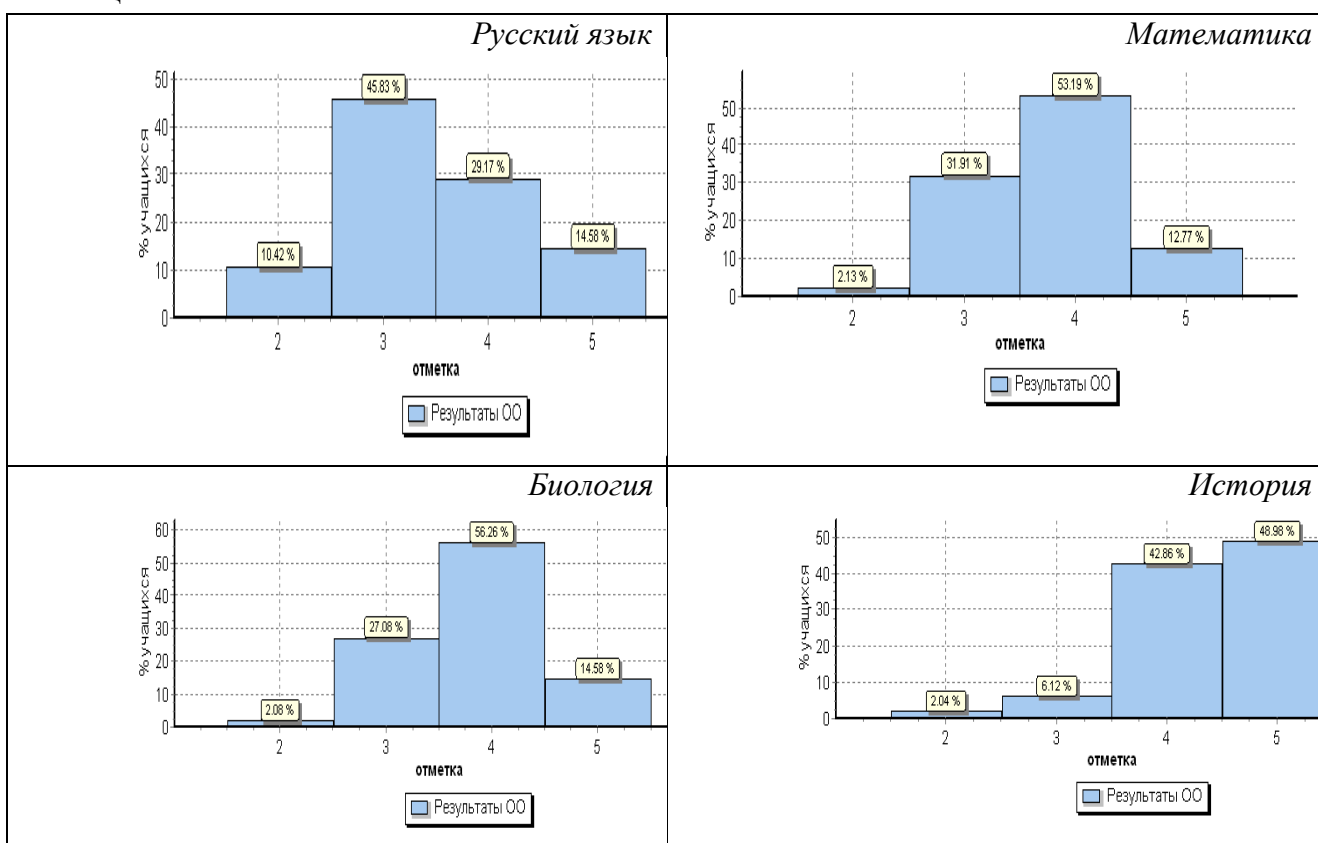 Русский язык
% учащихся
50
40
30
20
10
0
10.42 %
45.83 %
29.17 %
14.58 %
2 3 4 5
отметка
Результаты ОО
Математика
% учащихся
50
40
30
20
10
0
2.13 %
31.91 %
53.19 %
12.77 %
2 3 4 5
отметка
Результаты ОО
Биология
% учащихся
60
50
40
30
20
10
0
2.08 %
27.08 %
56.26 %
14.58 %
2 3 4 5
отметка
Результаты ОО
История
% учащихся
50
40
30
20
10
0
2.04 %
6.12 %
42.86 %
48.98 %
2 3 4 5
отметка
Результаты ОО